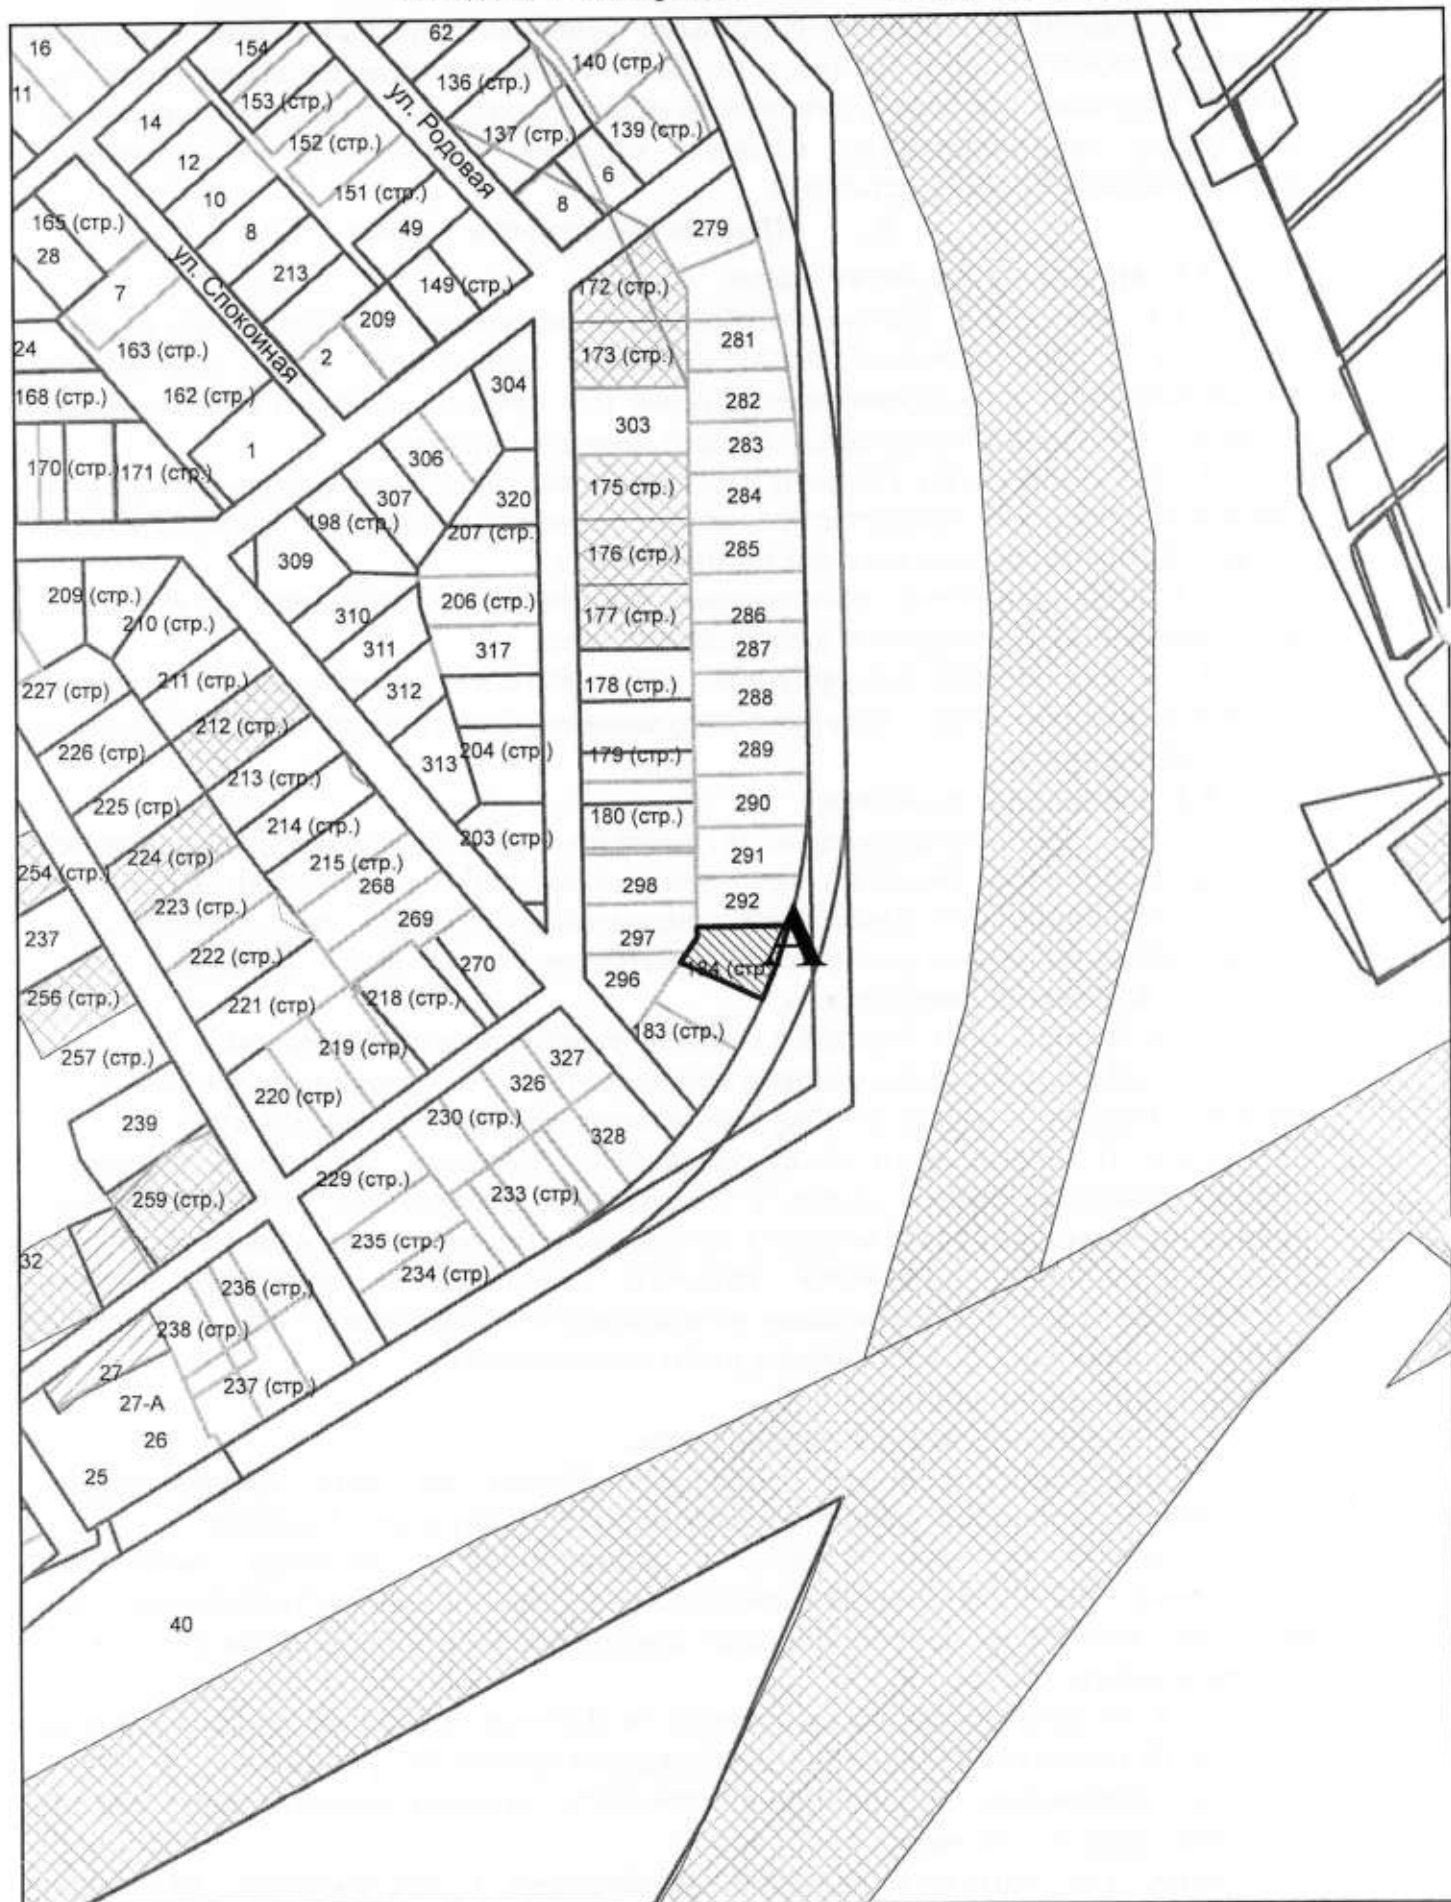 16
154
62
140 (стр.)
11
153 (стр.)
136 (стр.)
ул. Родовая
14
152 (стр.)
137 (стр.)
139 (стр.)
12
151 (стр.)
6
10
8
165 (стр.)
49
279
28
8
ул. Спокойная
7
213
149 (стр.)
172 (стр.)
209
24
163 (стр.)
2
281
173 (стр.)
168 (стр.)
162 (стр.)
304
282
303
1
306
283
170 (стр.)
171 (стр.)
307
320
175 стр.)
284
198 (стр.)
207 (стр.
309
176 (стр.)
285
209 (стр.)
206 (стр.)
210 (стр.)
310
177 (стр.)
286
311
317
287
211 (стр.)
178 (стр.)
227 (стр)
312
288
212 (стр.)
226 (стр)
204 (стр.)
179 (стр.)
289
313
213 (стр.)
225 (стр)
290
214 (стр.)
180 (стр.)
203 (стр.)
224 (стр)
215 (стр.)
291
254 (стр.)
268
298
223 (стр.)
292
269
237
297
222 (стр.)
270
184 (стр.
А
296
256 (стр.)
221 (стр)
218 (стр.)
183 (стр.)
219 (стр)
257 (стр.)
327
326
220 (стр)
230 (стр.)
239
328
229 (стр.)
259 (стр.)
233 (стр)
235 (стр.)
32
234 (стр)
236 (стр.)
238 (стр.)
27
237 (стр.)
27-А
26
25
40